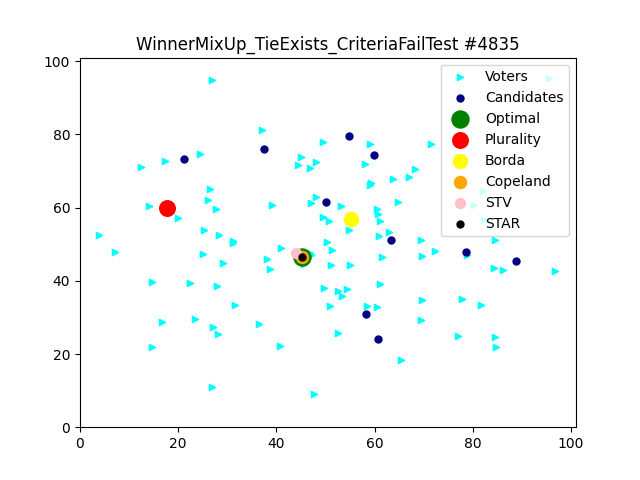 WinnerMixUp_TieExists_CriteriaFailTest #4835
100
80
60
40
20
0
0 20 40 60 80 100
Voters
Candidates
Optimal
Plurality
Borda
Copeland
STV
STAR